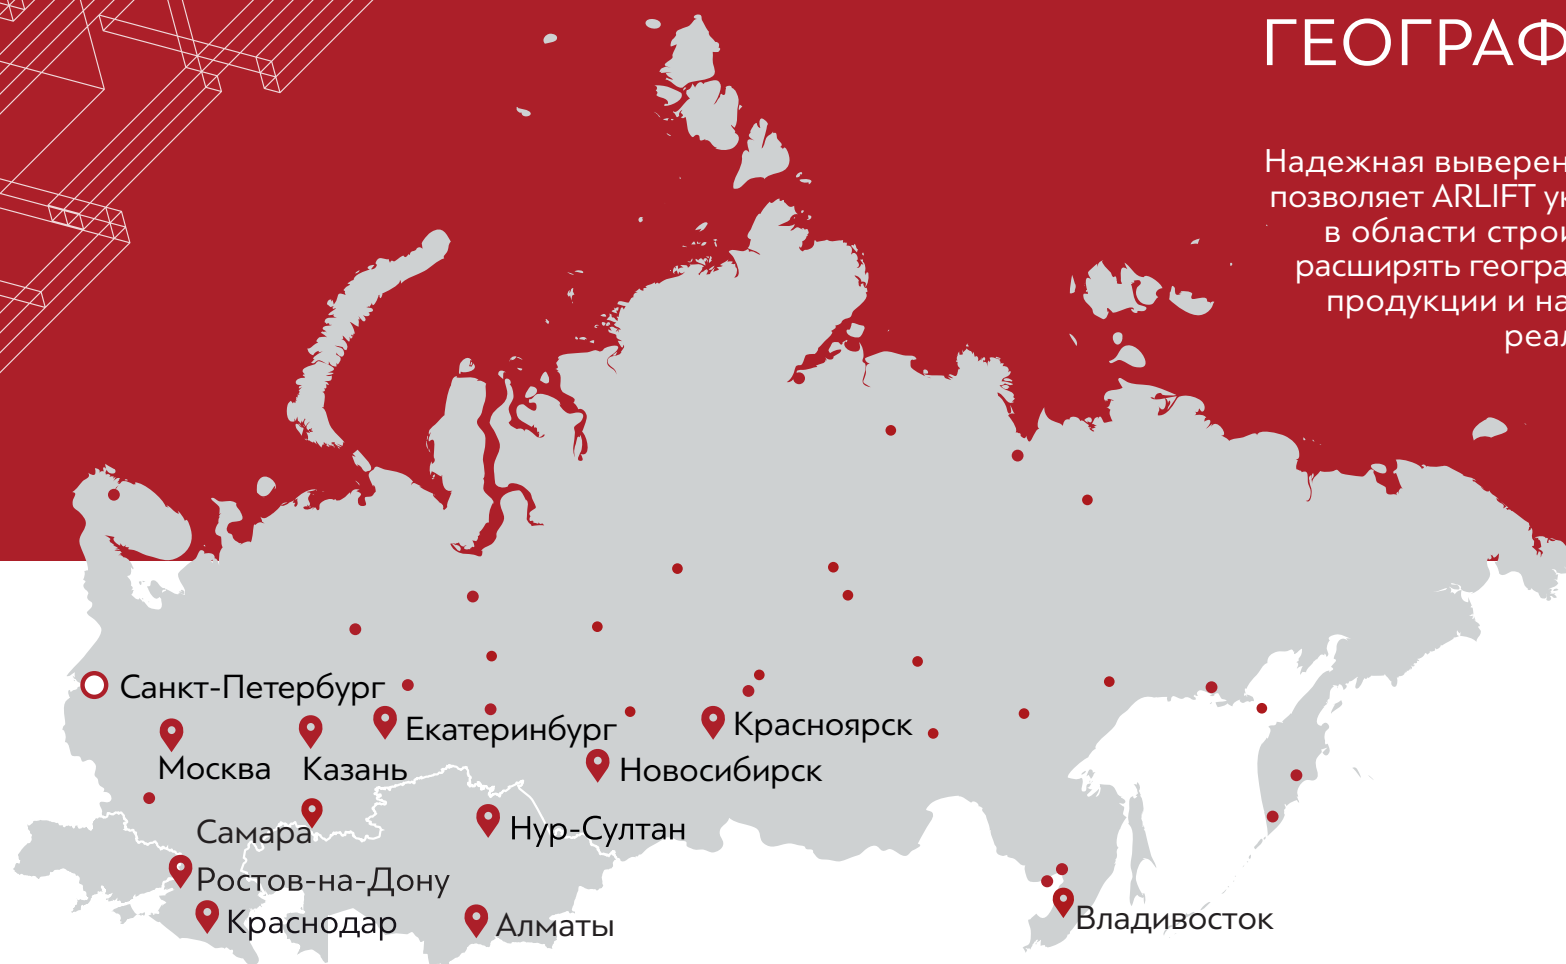 ГЕОГРАФ
Надежная выверен
позволяет ARLIFT ук
в области строи
расширять геогра
продукции и на
реал
Санкт-Петербург
Екатеринбург
Красноярск
Москва
Казань
Новосибирск
Самара
Нур-Султан
Ростов-на-Дону
Краснодар
Алматы
Владивосток